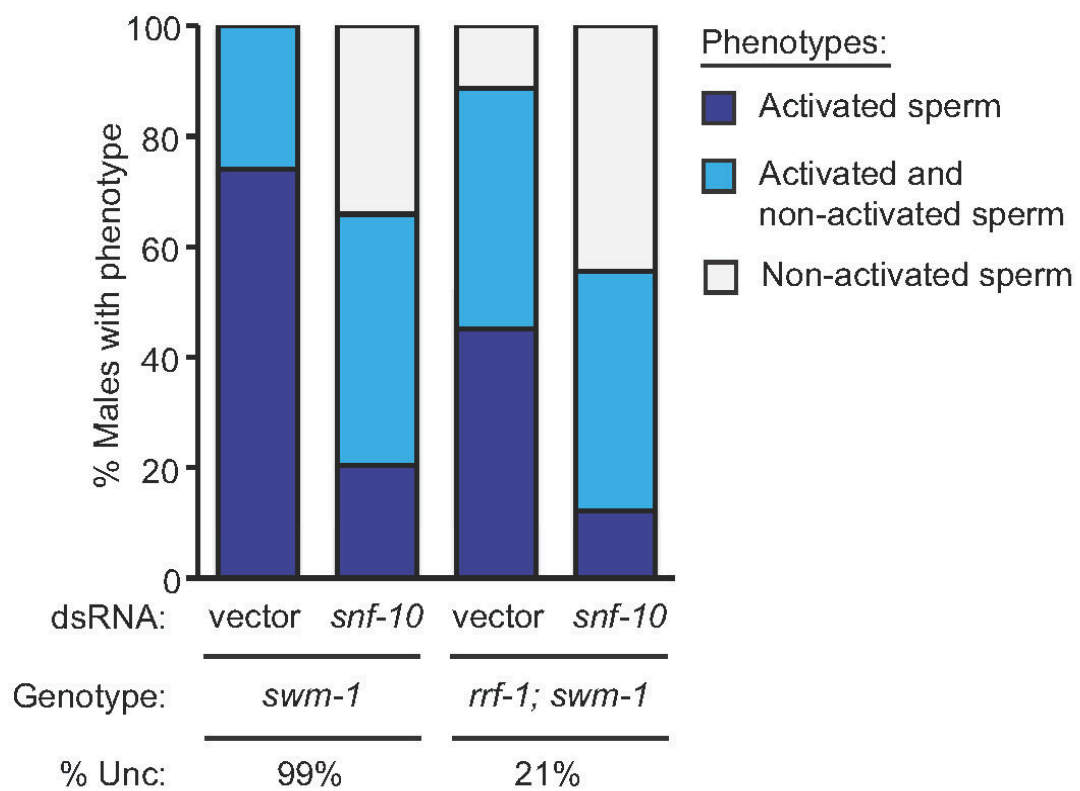 100
80
60
40
20
0
% Males with phenotype
Phenotypes:
Activated sperm
Activated and
non-activated sperm
Non-activated sperm
dsRNA: vector snf-10 vector snf-10
Genotype: swm-1 rrf-1; swm-1
% Unc: 99% 21%